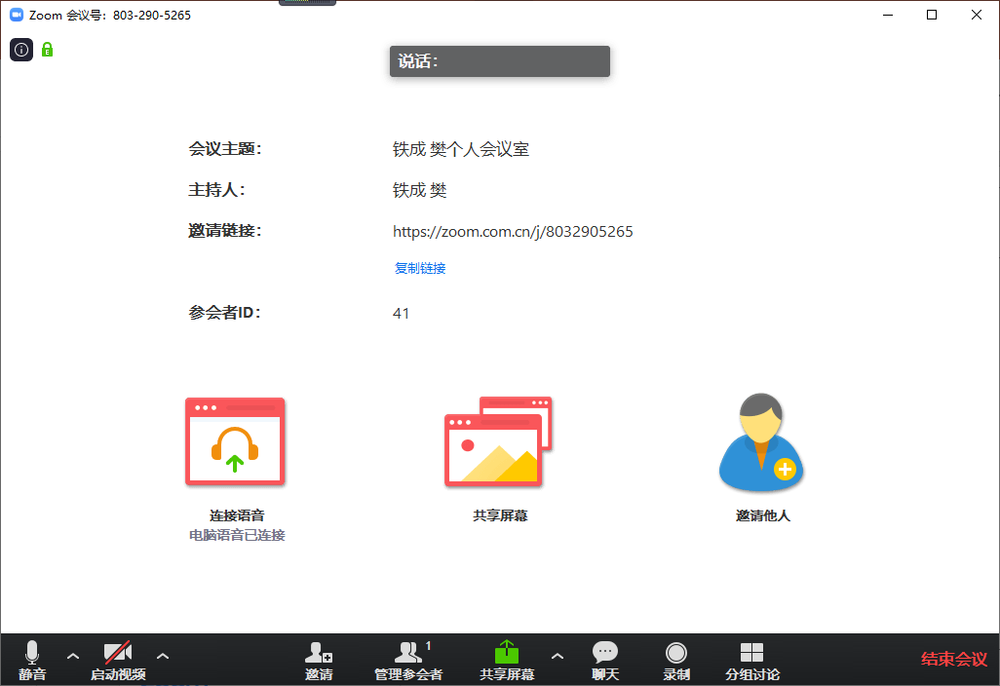 Zoom 会议号：803-290-5265
说话：
会议主题： 铁成 樊个人会议室
主持人： 铁成 樊
邀请链接： https://zoom.com.cn/j/8032905265
复制链接
参会者ID： 41
连接语音 共享屏幕 邀请他人
电脑语音已连接
1
静音 启动视频 邀请 管理参会者 共享屏幕 聊天 录制 分组讨论 结束会议